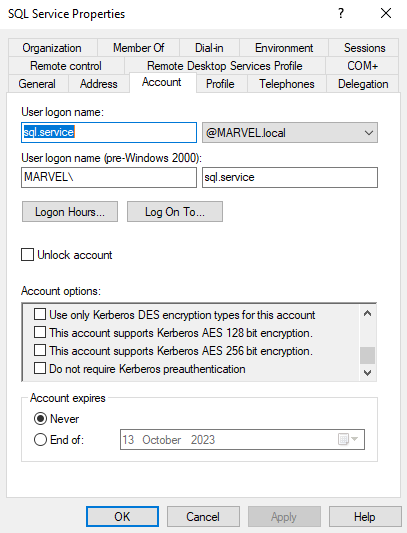 SQL Service Properties
?
Organization Member Of Dial-in Environment Sessions
Remote control Remote Desktop Services Profile COM+
General Address Account Profile Telephones Delegation
User logon name:
sql.service @MARVEL.local
User logon name (pre-Windows 2000):
MARVEL\ sql.service
Logon Hours... Log On To...
Unlock account
Account options:
Use only Kerberos DES encryption types for this account
This account supports Kerberos AES 128 bit encryption.
This account supports Kerberos AES 256 bit encryption.
Do not require Kerberos preauthentication
Account expires
Never
End of: 13 October 2023
OK Cancel Apply Help